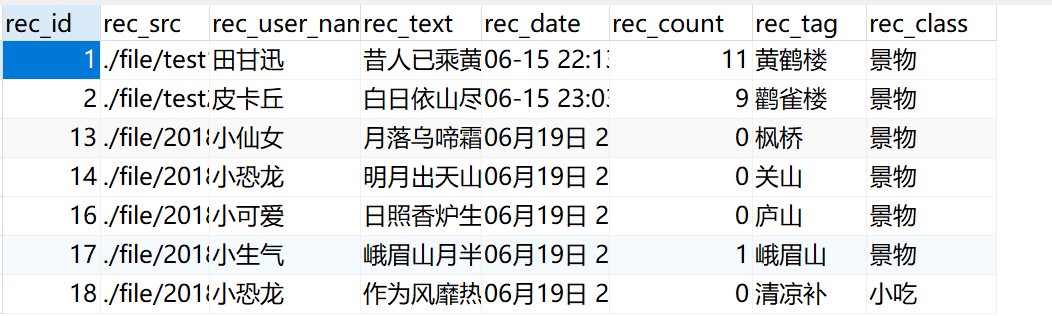 rec_id rec_src rec_user_nam rec_text rec_date rec_count rec_tag rec_class
1 ./file/test 田甘迅 昔人已乘黄 06-15 22:13 11 黄鹤楼 景物
2 ./file/test 皮卡丘 白日依山尽 06-15 23:03 9 鹳雀楼 景物
13 ./file/2018 小仙女 月落乌啼霜 06月19日 2 0 枫桥 景物
14 ./file/2018 小恐龙 明月出天山 06月19日 2 0 关山 景物
16 ./file/2018 小可爱 日照香炉生 06月19日 2 0 庐山 景物
17 ./file/2018 小生气 峨眉山月半 06月19日 2 1 峨眉山 景物
18 ./file/2018 小恐龙 作为风靡热 06月19日 2 0 清凉补 小吃